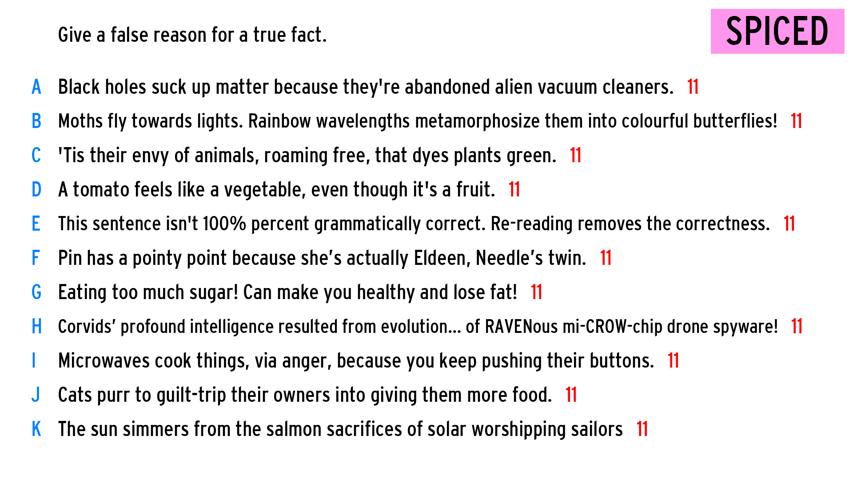 Give a false reason for a true fact.
SPICED
A Black holes suck up matter because they're abandoned alien vacuum cleaners. 11
B Moths fly towards lights. Rainbow wavelengths metamorphosize them into colourful butterflies! 11
C 'Tis their envy of animals, roaming free, that dyes plants green. 11
D A tomato feels like a vegetable, even though it's a fruit. 11
E This sentence isn't 100% percent grammatically correct. Re-reading removes the correctness. 11
F Pin has a pointy point because she’s actually Eldeen, Needle’s twin. 11
G Eating too much sugar! Can make you healthy and lose fat! 11
H Corvids’ profound intelligence resulted from evolution... of RAVENous mi-CROW-chip drone spyware! 11
I Microwaves cook things, via anger, because you keep pushing their buttons. 11
J Cats purr to guilt-trip their owners into giving them more food. 11
K The sun simmers from the salmon sacrifices of solar worshipping sailors 11